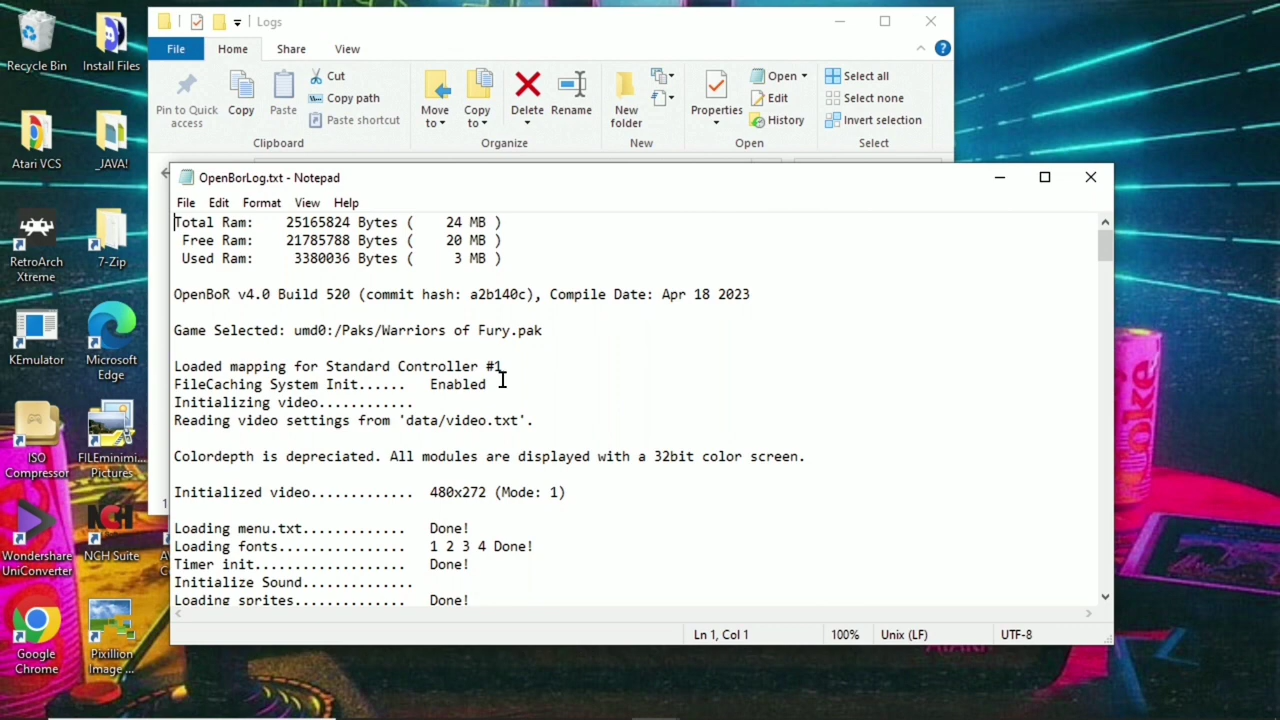 Recycle Bin
Install Files
Atari VCS
_JAVA!
RetroArch
Xtreme
7-Zip
KEmulator
Microsoft
Edge
ISO
Compressor
FILEminimi...
Pictures
Wondershare
UniConverter
NCH
NCH Suite
Google
Chrome
Pixillion
Image ...
Logs
File
Home
Share
View
Pin to Quick
access
Copy
Paste
Cut
Copy path
Paste shortcut
Clipboard
Move
to
Copy
to
Delete
Rename
Organize
New
folder
New
Properties
Open
Edit
History
Open
Select all
Select none
Invert selection
Select
OpenBorLog.txt - Notepad
File Edit Format View Help
Total Ram: 25165824 Bytes ( 24 MB )
Free Ram: 21785788 Bytes ( 20 MB )
Used Ram: 3380036 Bytes ( 3 MB )
OpenBoR v4.0 Build 520 (commit hash: a2b140c), Compile Date: Apr 18 2023
Game Selected: umd0:/Paks/Warriors of Fury.pak
Loaded mapping for Standard Controller #1
FileCaching System Init...... Enabled
Initializing video............
Reading video settings from 'data/video.txt'.
Colordepth is depreciated. All modules are displayed with a 32bit color screen.
Initialized video............. 480x272 (Mode: 1)
Loading menu.txt............. Done!
Loading fonts................ 1 2 3 4 Done!
Timer init................... Done!
Initialize Sound..............
Loading sprites.............. Done!
Ln 1, Col 1
100%
Unix (LF)
UTF-8